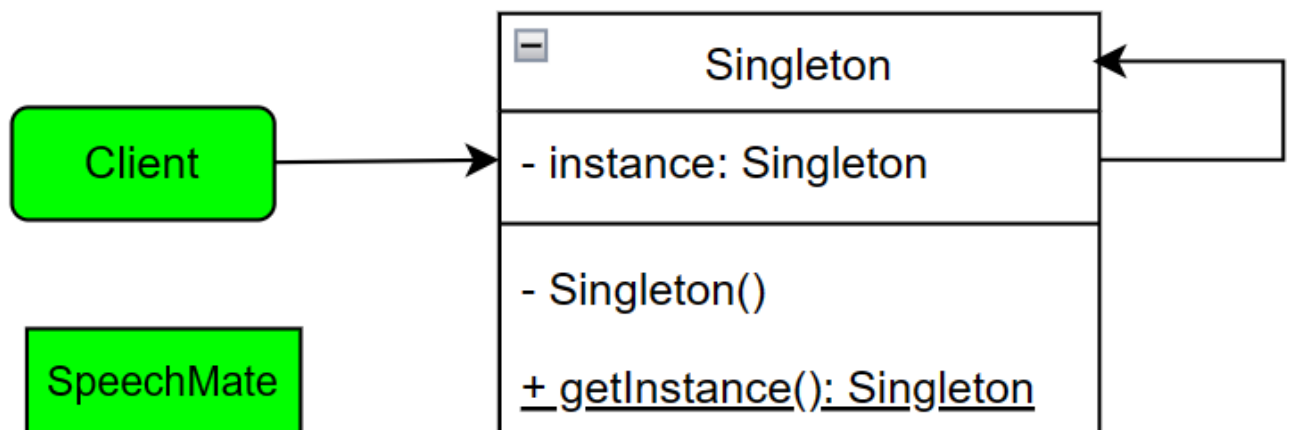 Singleton
Client
- instance: Singleton
- Singleton()
SpeechMate
+ getInstance(): Singleton